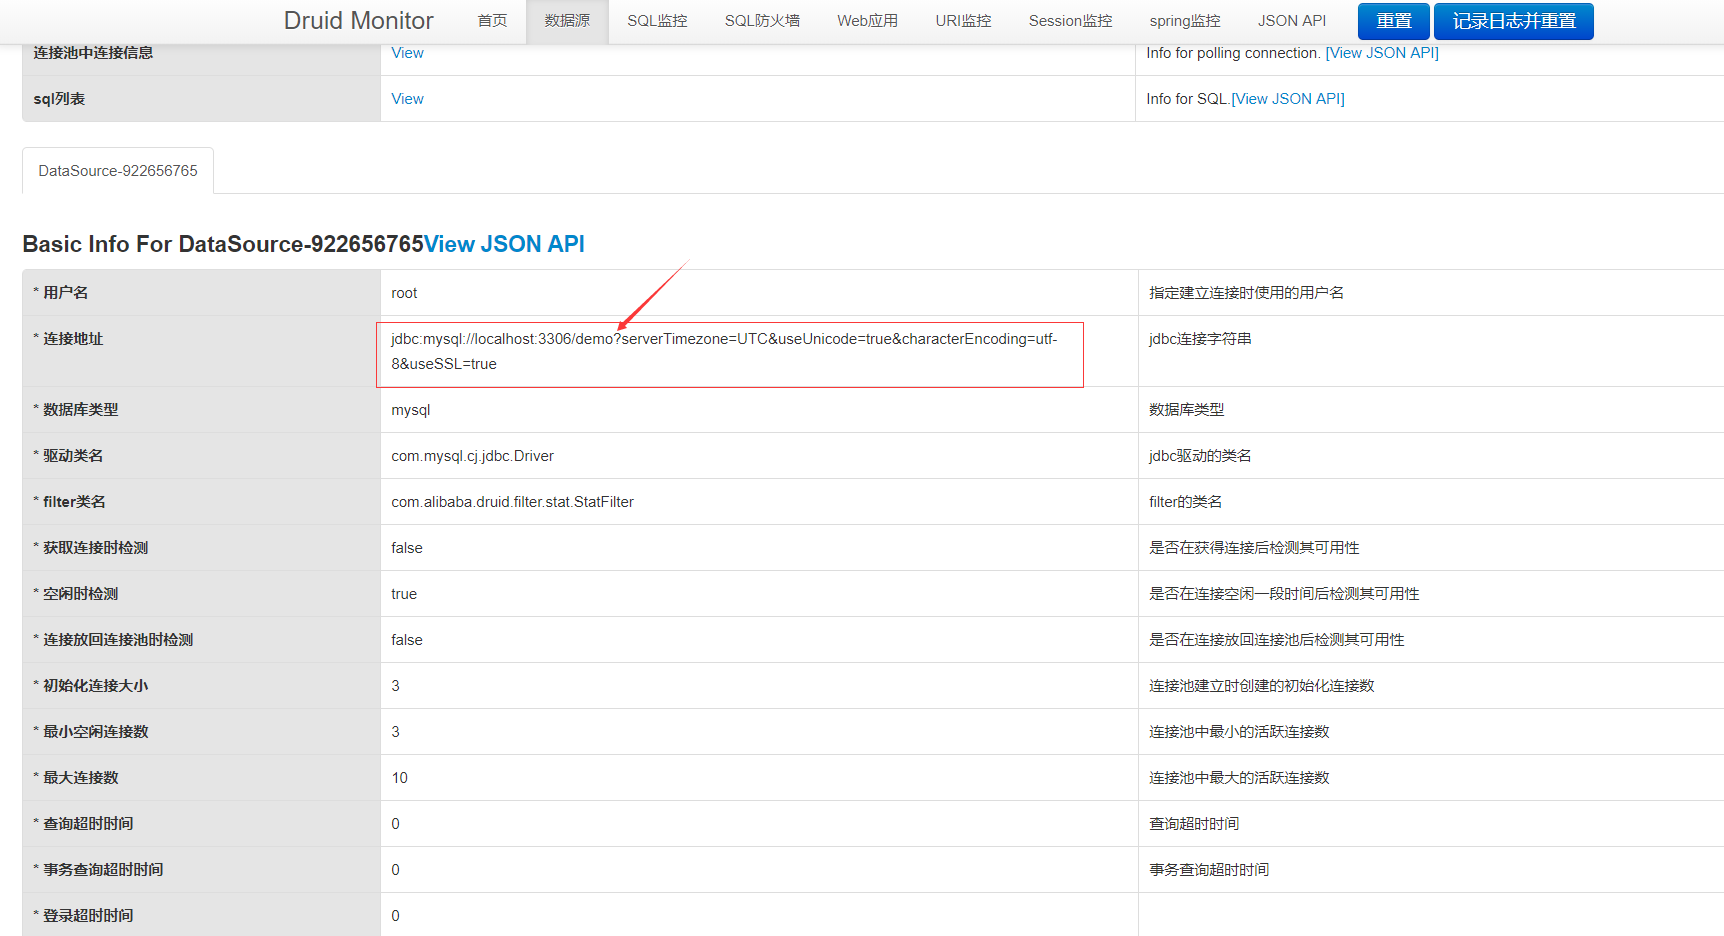 Druid Monitor 首页 数据源 SQL监控 SQL防火墙 Web应用 URI监控 Session监控 spring监控 JSON API 重置 记录日志并重置
连接池中连接信息 View Info for polling connection. [View JSON API]
sql列表 View Info for SQL.[View JSON API]
DataSource-922656765
Basic Info For DataSource-922656765View JSON API
* 用户名 root 指定建立连接时使用的用户名
* 连接地址 jdbc:mysql://localhost:3306/demo?serverTimezone=UTC&useUnicode=true&characterEncoding=utf- jdbc连接字符串
8&useSSL=true
* 数据库类型 mysql 数据库类型
* 驱动类名 com.mysql.cj.jdbc.Driver jdbc驱动的类名
* filter类名 com.alibaba.druid.filter.stat.StatFilter filter的类名
* 获取连接时检测 false 是否在获得连接后检测其可用性
* 空闲时检测 true 是否在连接空闲一段时间后检测其可用性
* 连接放回连接池时检测 false 是否在连接放回连接池后检测其可用性
* 初始化连接大小 3 连接池建立时创建的初始化连接数
* 最小空闲连接数 3 连接池中最小的活跃连接数
* 最大连接数 10 连接池中最大的活跃连接数
* 查询超时时间 0 查询超时时间
* 事务查询超时时间 0 事务查询超时时间
* 登录超时时间 0